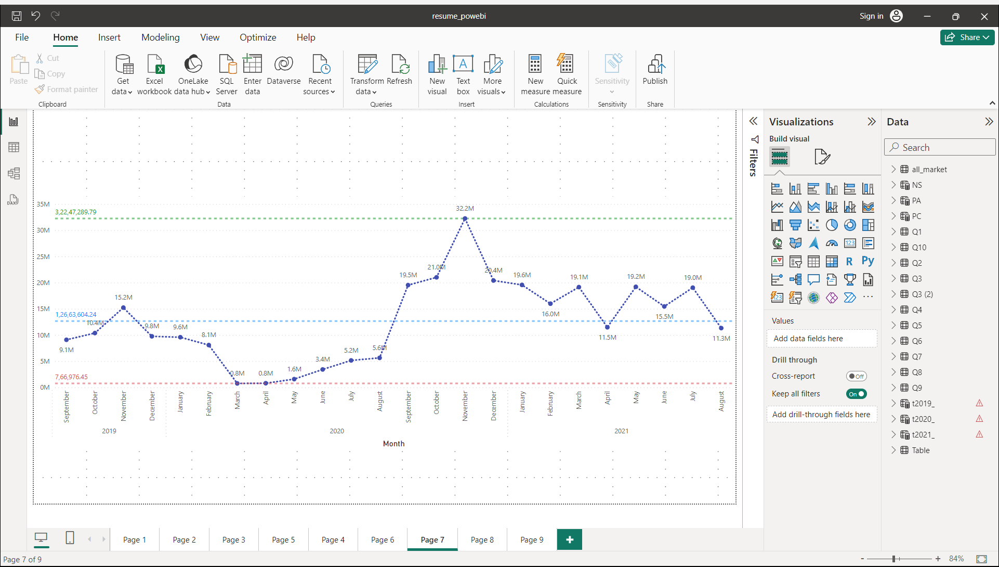 resume_powebi
Sign in
File Home Insert Modeling View Optimize Help
Share
Paste
Cut
Copy
Format painter
Clipboard
Get data
Excel workbook
OneLake data hub
SQL Server
Enter data
Dataverse
Recent sources
Data
Transform data
Refresh
Queries
New visual
Text box
More visuals
Insert
New measure
Quick measure
Calculations
Sensitivity
Sensitivity
Publish
Share
DAX
35M
30M
25M
20M
15M
10M
5M
0M
3,22,47,289.79
1,26,63,604.24
7,66,976.45
9.1M
10.4M
15.2M
9.8M
9.6M
8.1M
0.8M
0.8M
1.6M
3.4M
5.2M
5.6M
19.5M
21.0M
32.2M
20.4M
19.6M
16.0M
19.1M
11.5M
19.2M
15.5M
19.0M
11.3M
September October November December January February March April May June July August September October November December January February March April May June July August
2019 2020 2021
Month
Filters
Visualizations
Build visual
123
R
Py
123
Values
Add data fields here
Drill through
Cross-report
Off
Keep all filters
On
Add drill-through fields here
Data
Search
all_market
NS
PA
PC
Q1
Q10
Q2
Q3
Q3 (2)
Q4
Q5
Q6
Q7
Q8
Q9
t2019_
t2020_
t2021_
Table
Page 1 Page 2 Page 3 Page 5 Page 4 Page 6 Page 7 Page 8 Page 9
Page 7 of 9
- + 84%